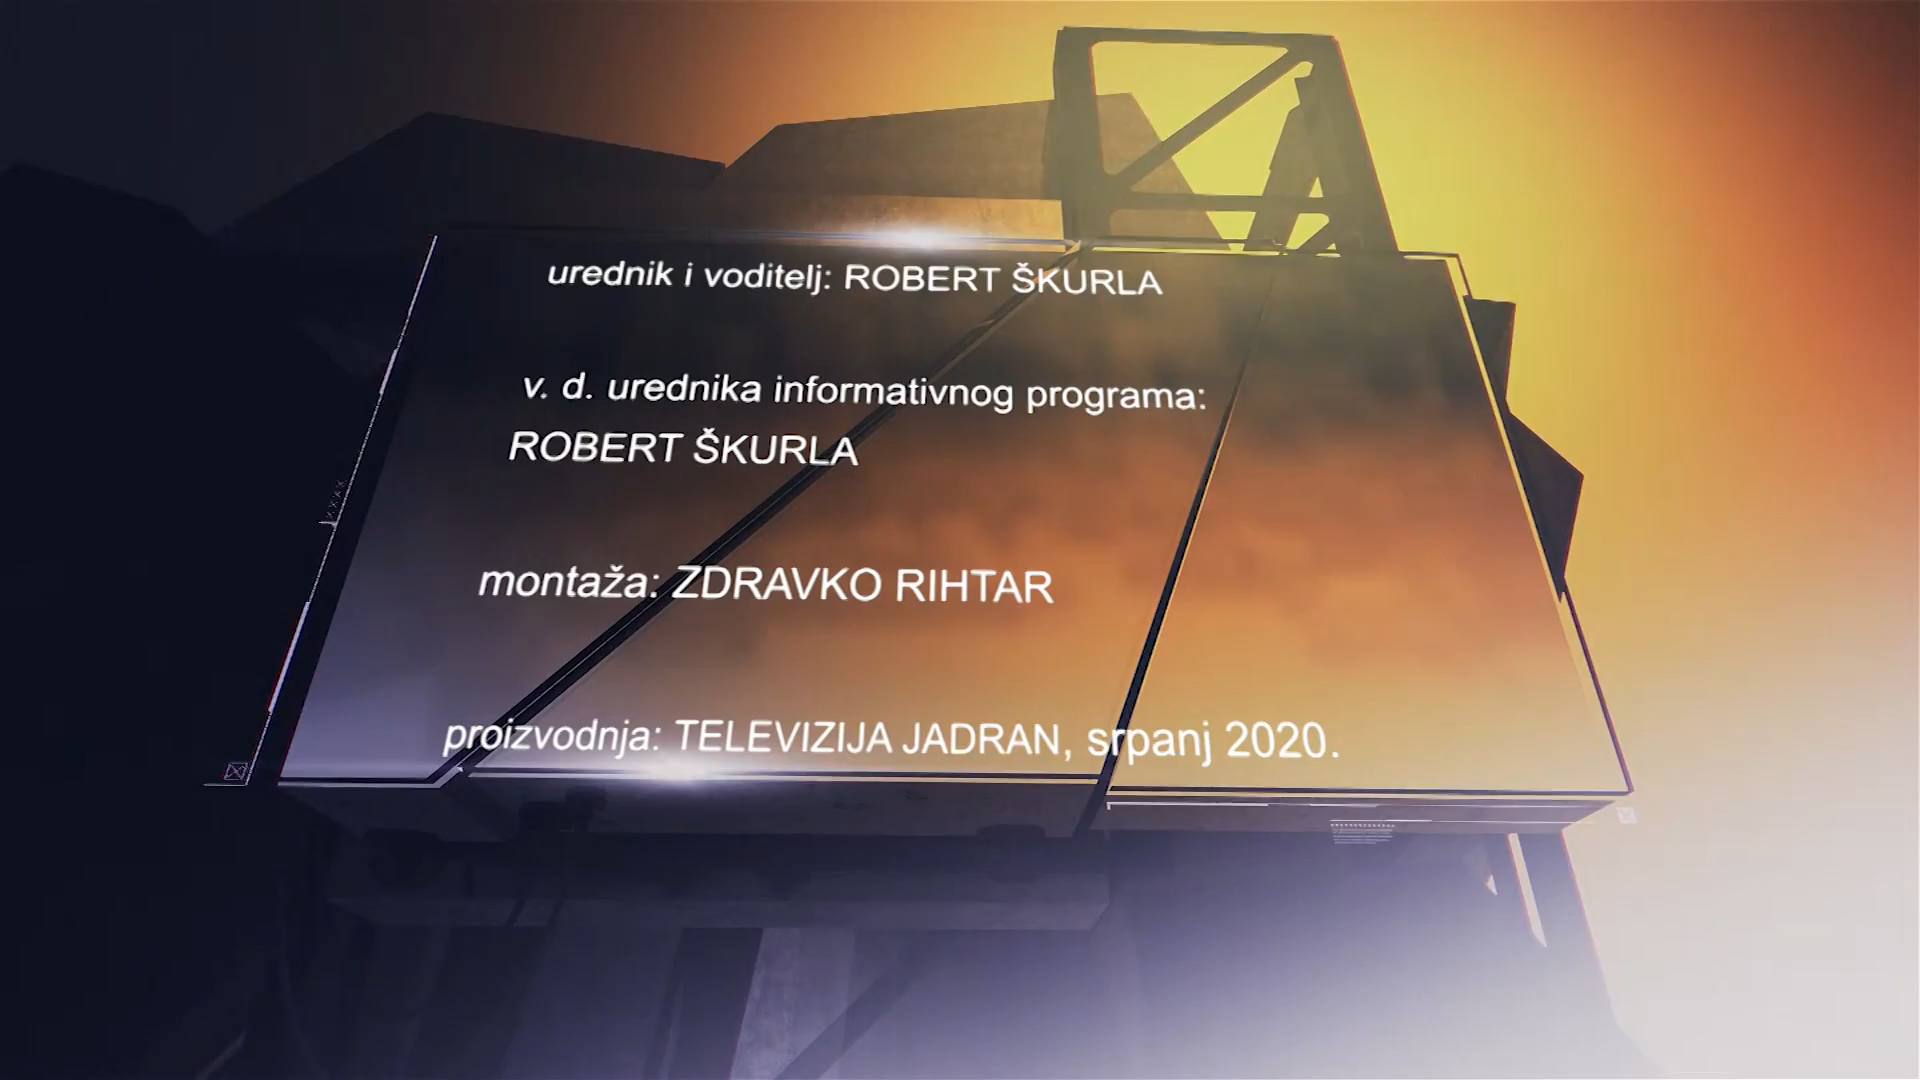 urednik i voditelj: ROBERT ŠKURLA
v. d. urednika informativnog programa:
ROBERT ŠKURLA
montaža: ZDRAVKO RIHTAR
proizvodnja: TELEVIZIJA JADRAN, srpanj 2020.